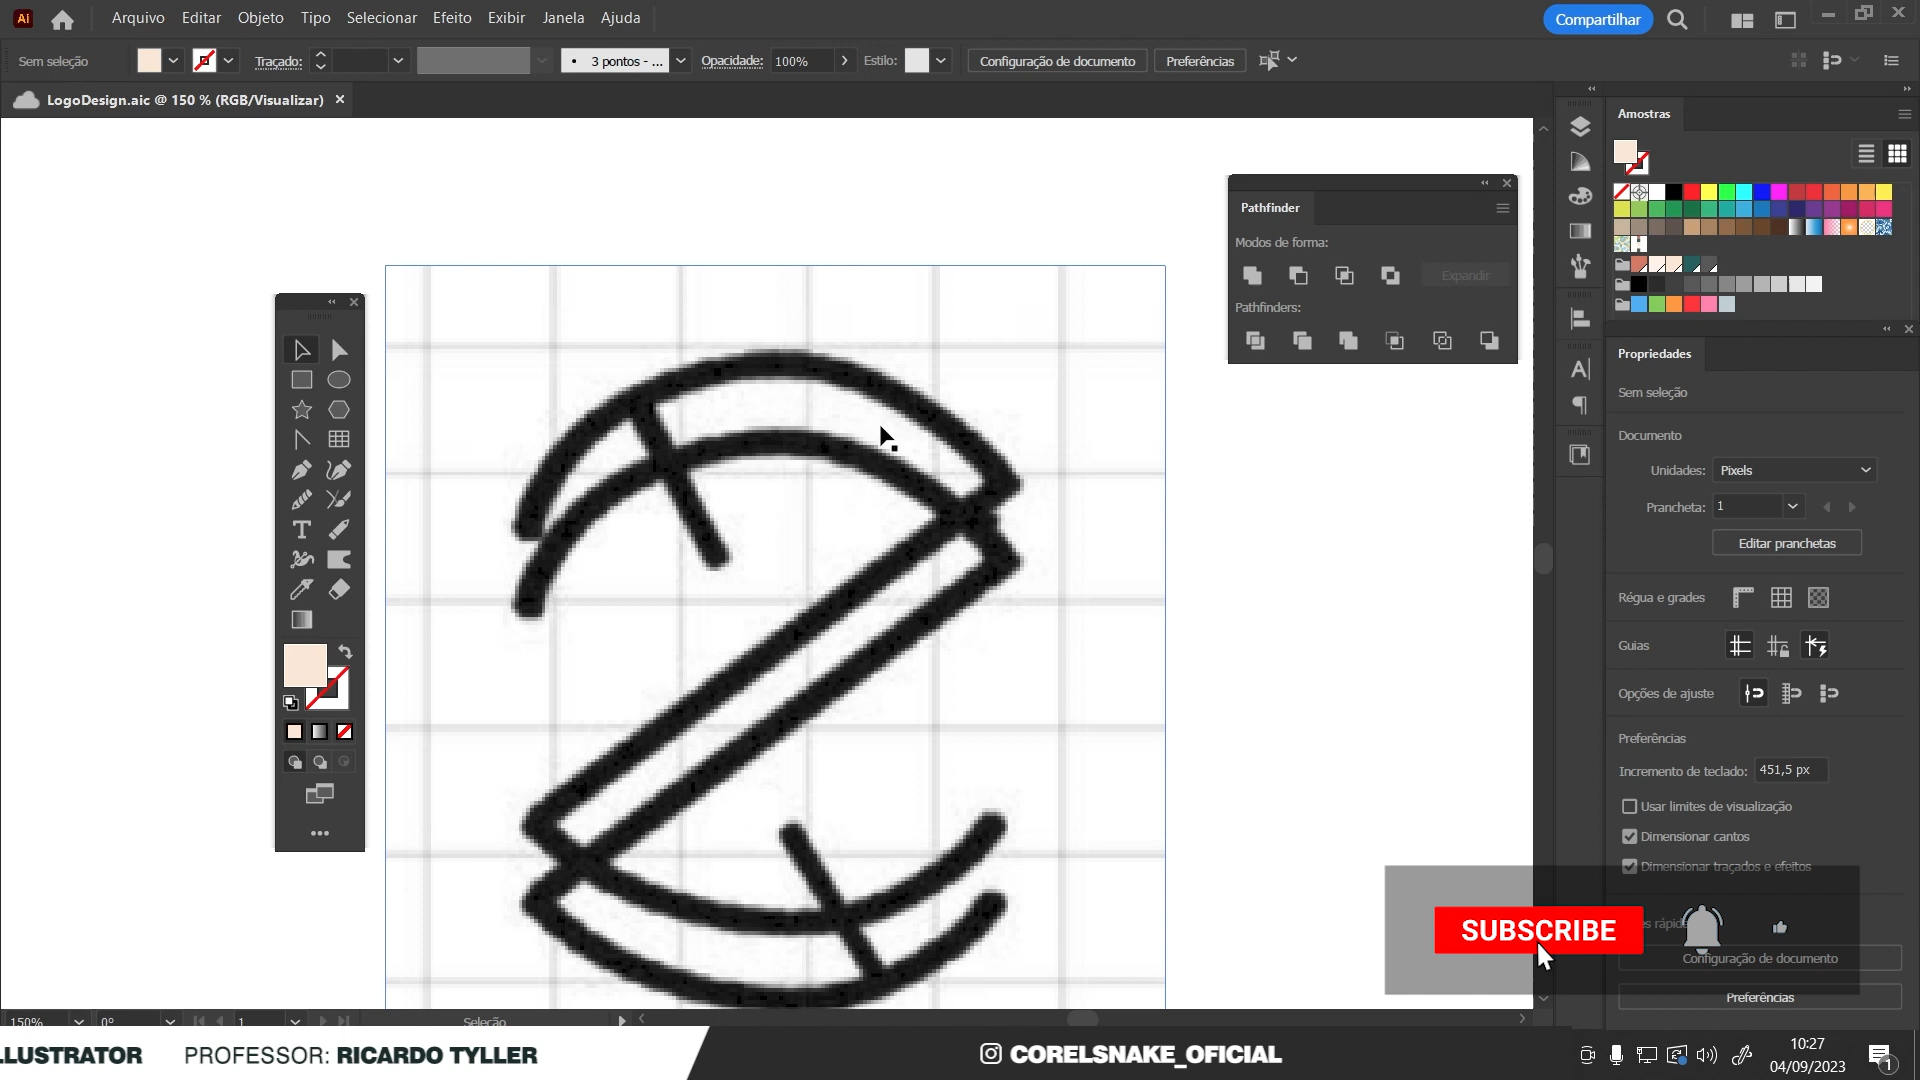 Ai Arquivo Editar Objeto Tipo Selecionar Efeito Exibir Janela Ajuda Compartilhar
Sem seleção Traçado: 3 pontos - ... Opacidade: 100% Estilo: Configuração de documento Preferências
LogoDesign.aic @ 150 % (RGB/Visualizar)
Amostras
Pathfinder
Modos de forma:
Expandir
Pathfinders:
Propriedades
Sem seleção
Documento
Unidades: Pixels
Prancheta: 1
Editar pranchetas
Régua e grades
Guias
Opções de ajuste
Preferências
Incremento de teclado: 451,5 px
Usar limites de visualização
Dimensionar cantos
Dimensionar traçados e efeitos
SUBSCRIBE
Configuração de documento
Preferências
150% 0° 1 Seleção
LLUSTRATOR PROFESSOR: RICARDO TYLLER CORELSNAKE_OFICIAL
10:27
04/09/2023
1